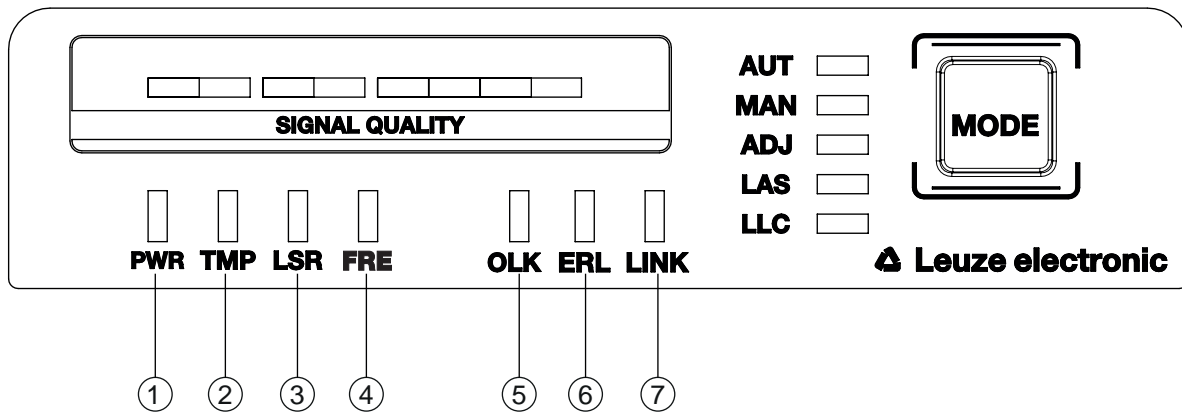 SIGNAL QUALITY
AUT
MAN
ADJ
LAS
LLC
MODE
PWR TMP LSR FRE OLK ERL LINK
Leuze electronic
1 2 3 4 5 6 7